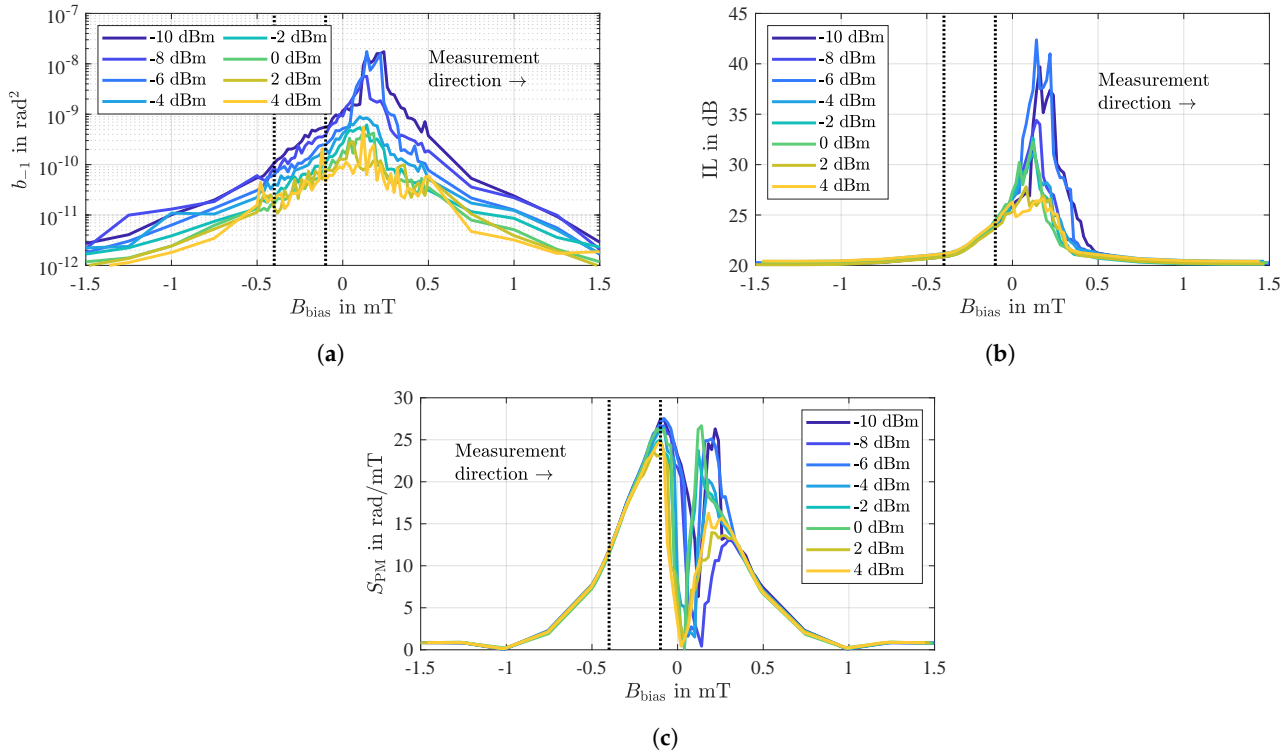 10⁻⁷
10⁻⁸
10⁻⁹
10⁻¹⁰
10⁻¹¹
10⁻¹²
b₋₁ in rad²
-10 dBm
-8 dBm
-6 dBm
-4 dBm
-2 dBm
0 dBm
2 dBm
4 dBm
Measurement
direction →
-1.5 -1 -0.5 0 0.5 1 1.5
B_bias in mT
(a)
45
40
35
30
25
20
IL in dB
-10 dBm
-8 dBm
-6 dBm
-4 dBm
-2 dBm
0 dBm
2 dBm
4 dBm
Measurement
direction →
-1.5 -1 -0.5 0 0.5 1 1.5
B_bias in mT
(b)
30
25
20
15
10
5
0
S_PM in rad/mT
Measurement
direction →
-10 dBm
-8 dBm
-6 dBm
-4 dBm
-2 dBm
0 dBm
2 dBm
4 dBm
-1.5 -1 -0.5 0 0.5 1 1.5
B_bias in mT
(c)